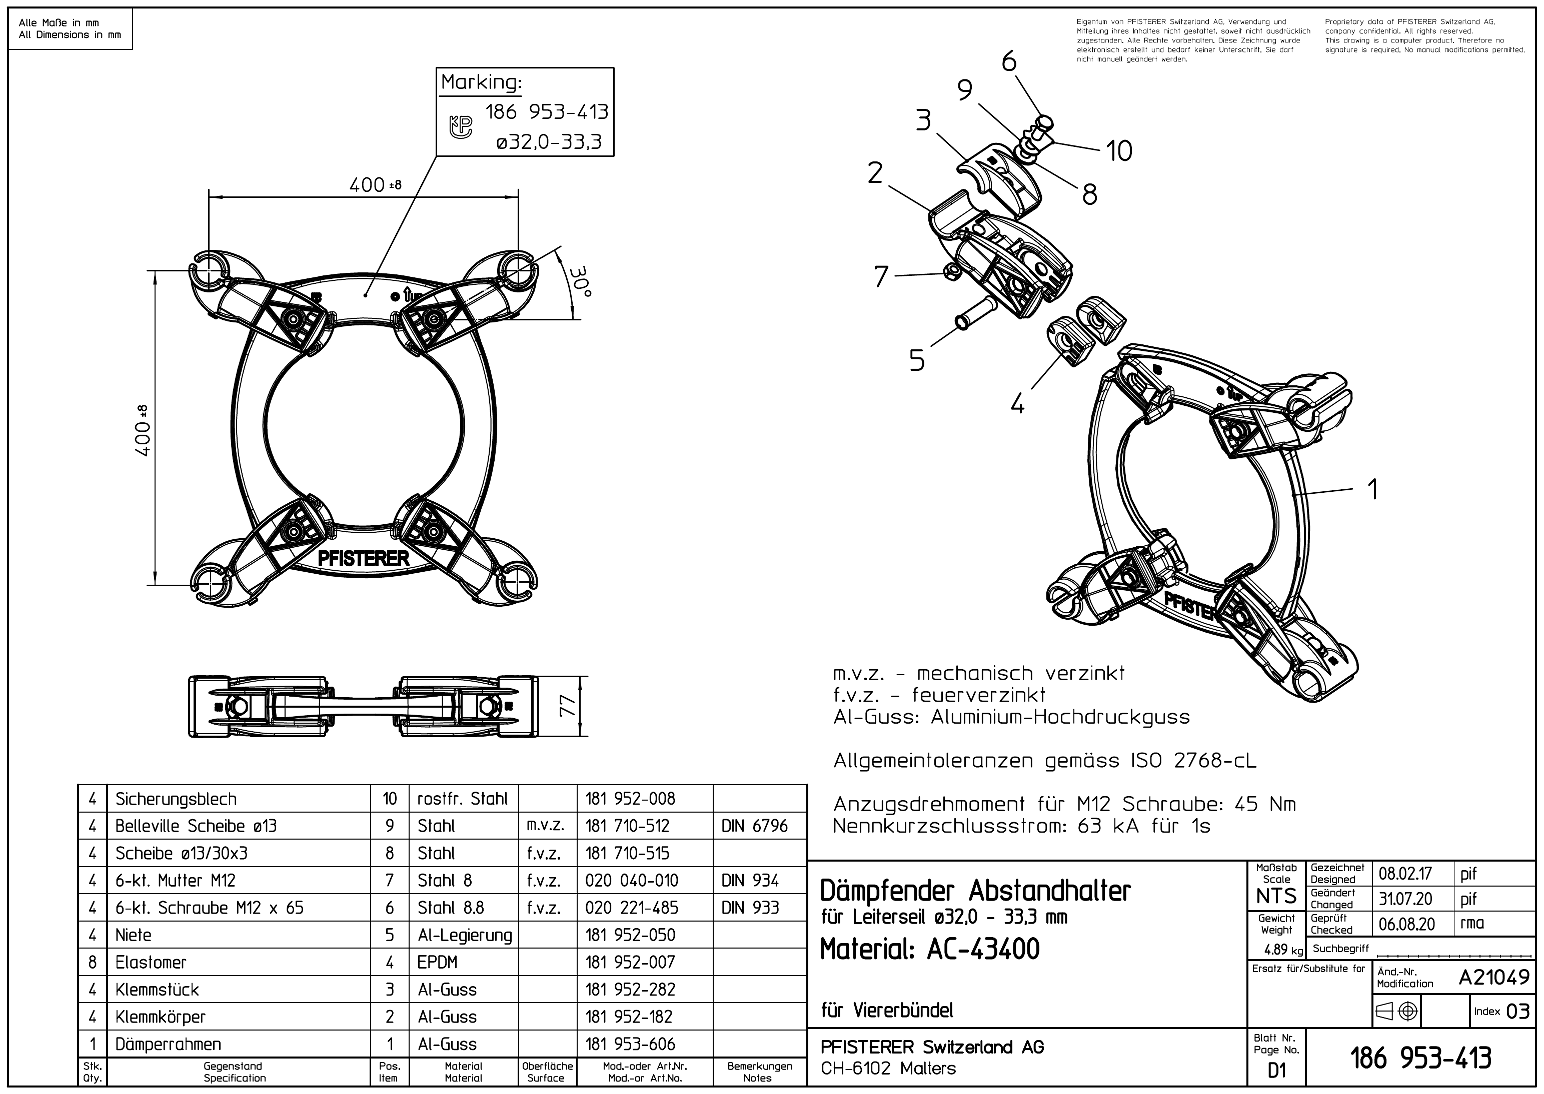 Alle Maße in mm
All Dimensions in mm
Eigentum von PFISTERER Switzerland AG, Verwendung und
Mitteilung ihres Inhaltes nicht gestattet, soweit nicht ausdrücklich
zugestanden. Alle Rechte vorbehalten. Diese Zeichnung wurde
elektronisch erstellt und bedarf keiner Unterschrift. Sie darf
nicht manuell geändert werden.
Proprietary data of PFISTERER Switzerland AG,
company confidential. All rights reserved.
This drawing is a computer product. Therefore no
signature is required. No manual modifications permitted.
Marking:
KP 186 953-413
ø32,0-33,3
400 ±8
30°
400 ±8
UP
PFISTERER
77
6
9
3
10
2
8
7
5
4
1
UP
PFISTER
m.v.z. - mechanisch verzinkt
f.v.z. - feuerverzinkt
Al-Guss: Aluminium-Hochdruckguss
Allgemeintoleranzen gemäss ISO 2768-cL
Anzugsdrehmoment für M12 Schraube: 45 Nm
Nennkurzschlussstrom: 63 kA für 1s
4 Sicherungsblech 10 rostfr. Stahl 181 952-008
4 Belleville Scheibe ø13 9 Stahl m.v.z. 181 710-512 DIN 6796
4 Scheibe ø13/30x3 8 Stahl f.v.z. 181 710-515
4 6-kt. Mutter M12 7 Stahl 8 f.v.z. 020 040-010 DIN 934
4 6-kt. Schraube M12 x 65 6 Stahl 8.8 f.v.z. 020 221-485 DIN 933
4 Niete 5 Al-Legierung 181 952-050
8 Elastomer 4 EPDM 181 952-007
4 Klemmstück 3 Al-Guss 181 952-282
4 Klemmkörper 2 Al-Guss 181 952-182
1 Dämperrahmen 1 Al-Guss 181 953-606
Stk. Gegenstand Pos. Material Oberfläche Mod.-oder Art.Nr. Bemerkungen
Qty. Specification Item Material Surface Mod.-or Art.No. Notes
Dämpfender Abstandhalter
für Leiterseil ø32,0 - 33,3 mm
Material: AC-43400
für Viererbündel
PFISTERER Switzerland AG
CH-6102 Malters
Maßstab
Scale
NTS
Gewicht
Weight
4.89 kg
Gezeichnet
Designed
08.02.17 pif
Geändert
Changed
31.07.20 pif
Geprüft
Checked
06.08.20 rma
Suchbegriff
Ersatz für/Substitute for
Änd.-Nr.
Modification
A21049
Index 03
Blatt Nr.
Page No.
D1
186 953-413